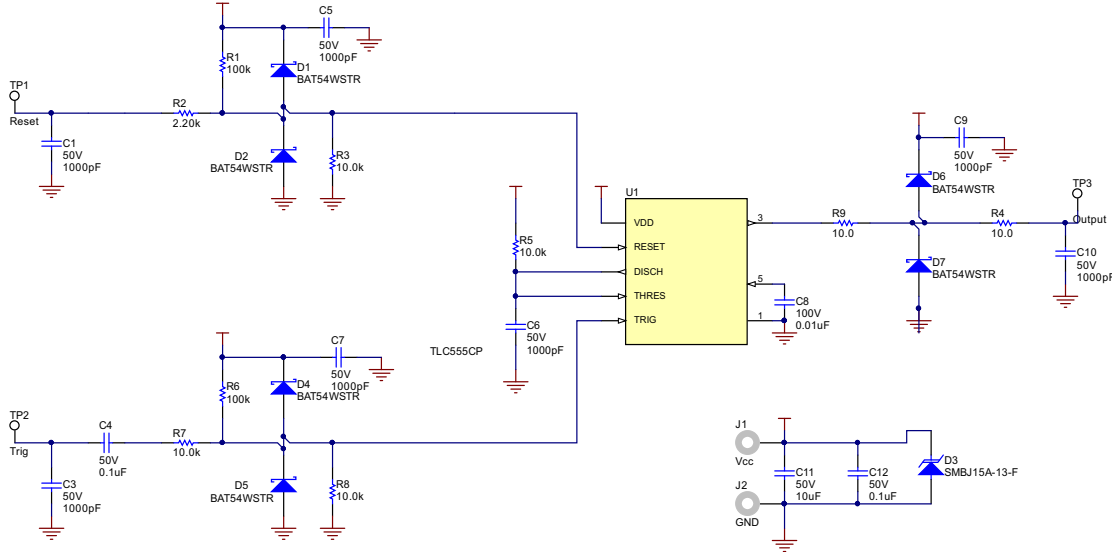 C5
50V
1000pF
R1
100k
D1
BAT54WSTR
TP1
Reset
R2
2.20k
C1
50V
1000pF
D2
BAT54WSTR
R3
10.0k
C9
50V
1000pF
D6
BAT54WSTR
TP3
Output
U1
VDD
RESET
DISCH
THRES
TRIG
3
5
1
R5
10.0k
R9
10.0
R4
10.0
D7
BAT54WSTR
C10
50V
1000pF
C8
100V
0.01uF
C6
50V
1000pF
TLC555CP
C7
50V
1000pF
R6
100k
D4
BAT54WSTR
TP2
Trig
C4
50V
0.1uF
R7
10.0k
C3
50V
1000pF
D5
BAT54WSTR
R8
10.0k
J1
Vcc
J2
GND
C11
50V
10uF
C12
50V
0.1uF
D3
SMBJ15A-13-F